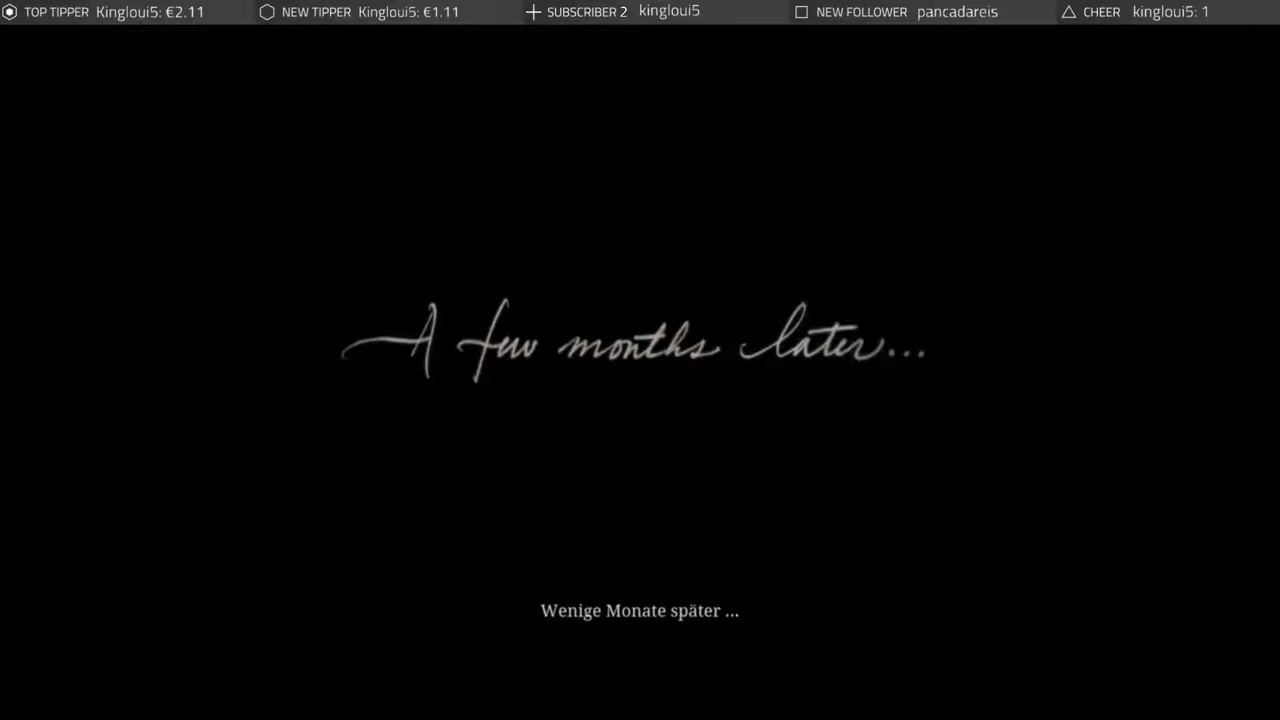 TOP TIPPER Kingloui5: €2.11 NEW TIPPER Kingloui5: €1.11 SUBSCRIBER 2 kingloui5 NEW FOLLOWER pancadareis CHEER kingloui5: 1
A few months later...
Wenige Monate später ...